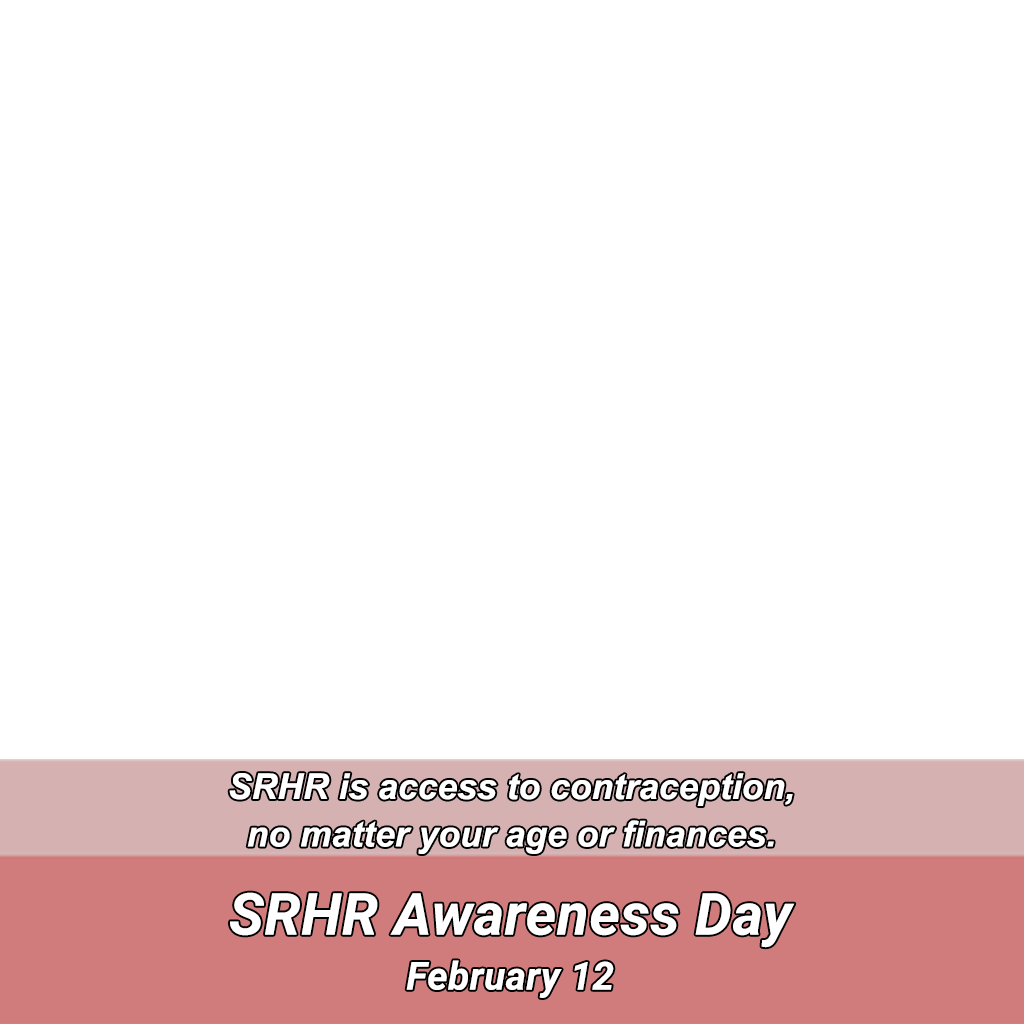 SRHR is access to contraception,
no matter your age or finances.
SRHR Awareness Day
February 12